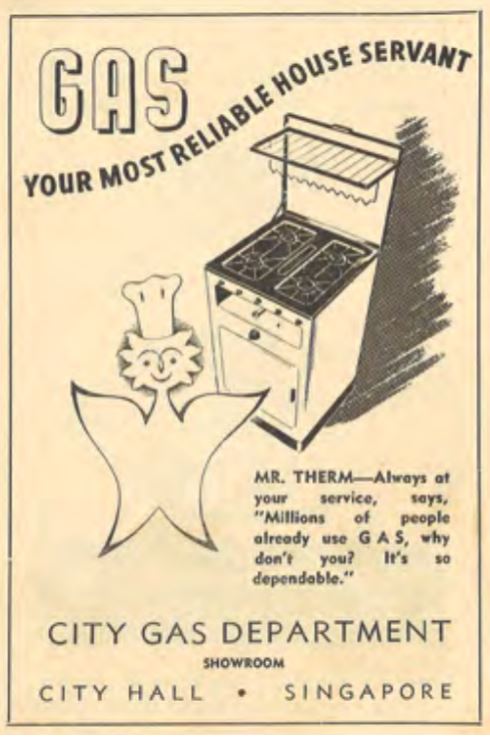 GAS
YOUR MOST RELIABLE HOUSE SERVANT
MR. THERM—Always at
your service, says,
"Millions of people
already use G A S, why
don't you? It's so
dependable."
CITY GAS DEPARTMENT
SHOWROOM
CITY HALL • SINGAPORE